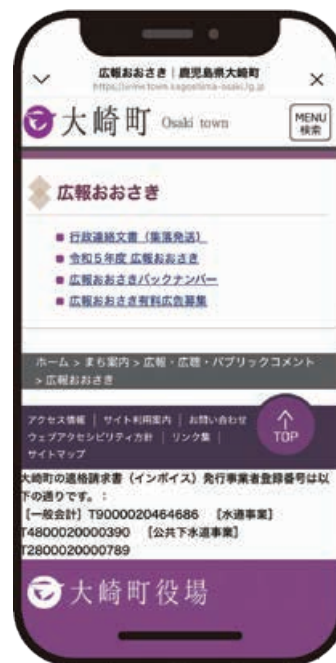 広報おおさき｜鹿児島県大崎町
https://www.town.kagoshima-osaki.lg.jp
大崎町 Osaki town
MENU
検索
広報おおさき
行政連絡文書（集落発送）
令和5年度 広報おおさき
広報おおさきバックナンバー
広報おおさき有料広告募集
ホーム > まち案内 > 広報・広聴・パブリックコメント
> 広報おおさき
アクセス情報 | サイト利用案内 | お問い合わせ
ウェブアクセシビリティ方針 | リンク集 |
サイトマップ
TOP
大崎町の適格請求書（インボイス）発行事業者登録番号は以
下の通りです。：
［一般会計］T9000020464686 ［水道事業］
T4800020000390 ［公共下水道事業］
T2800020000789
大崎町役場